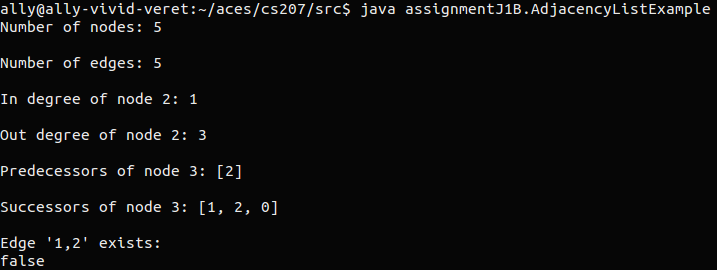 ally@ally-vivid-veret:~/aces/cs207/src$ java assignmentJ1B.AdjacencyListExample
Number of nodes: 5
Number of edges: 5
In degree of node 2: 1
Out degree of node 2: 3
Predecessors of node 3: [2]
Successors of node 3: [1, 2, 0]
Edge '1,2' exists:
false